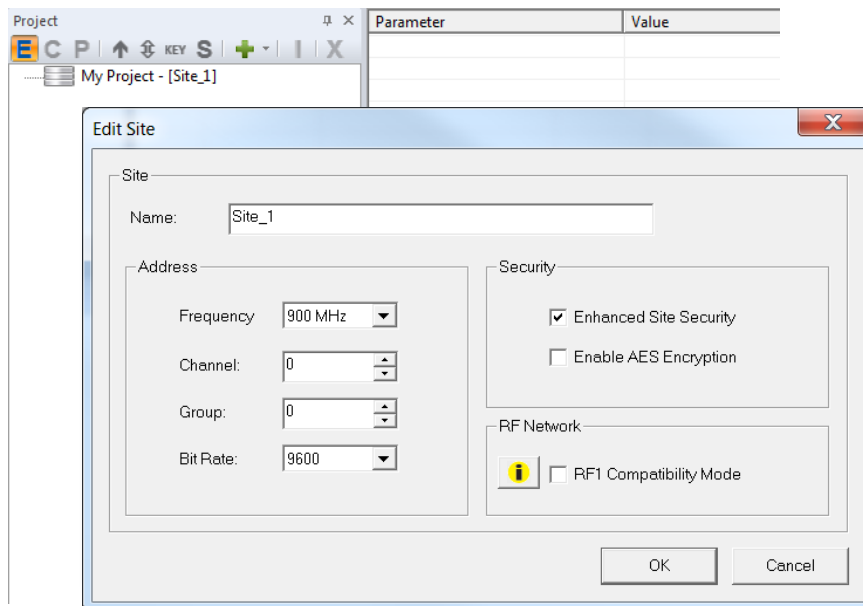 Project
Parameter Value
E C P KEY S I X
My Project - [Site_1]
Edit Site
Site
Name: Site_1
Address
Frequency 900 MHz
Channel: 0
Group: 0
Bit Rate: 9600
Security
Enhanced Site Security
Enable AES Encryption
RF Network
i RF1 Compatibility Mode
OK Cancel